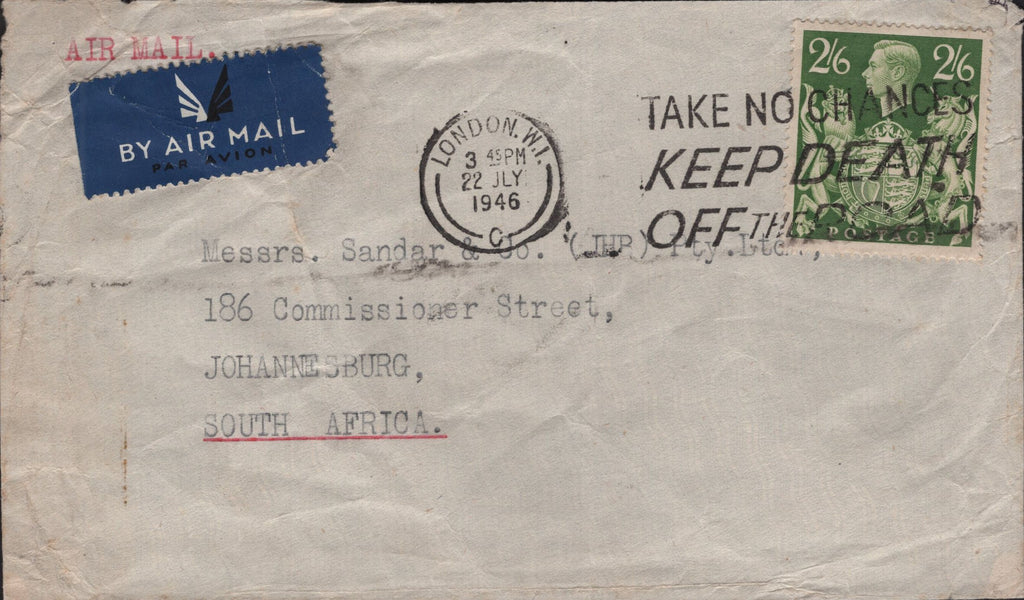 AIR MAIL.
BY AIR MAIL
PAR AVION
LONDON. W.1.
3 45 PM
22 JLY
1946
C
2/6 2/6
TAKE NO CHANCES
KEEP DEATH
OFF THE ROAD
POSTAGE
Messrs. Sandar & Co. (JHB) Pty.Ltd.,
186 Commissioner Street,
JOHANNESBURG,
SOUTH AFRICA.